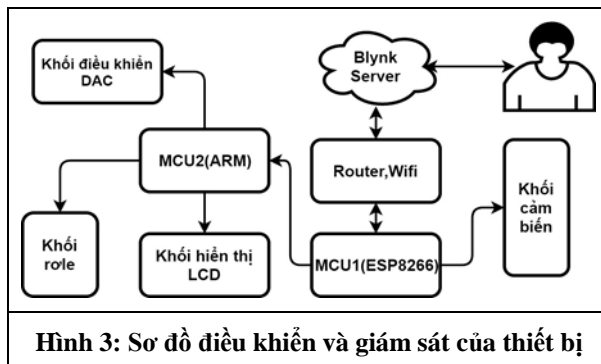 Khối điều khiển
DAC
Blynk
Server
MCU2(ARM)
Router,Wifi
Khối
cảm
biến
Khối
rơle
Khối hiển thị
LCD
MCU1(ESP8266)
Hình 3: Sơ đồ điều khiển và giám sát của thiết bị